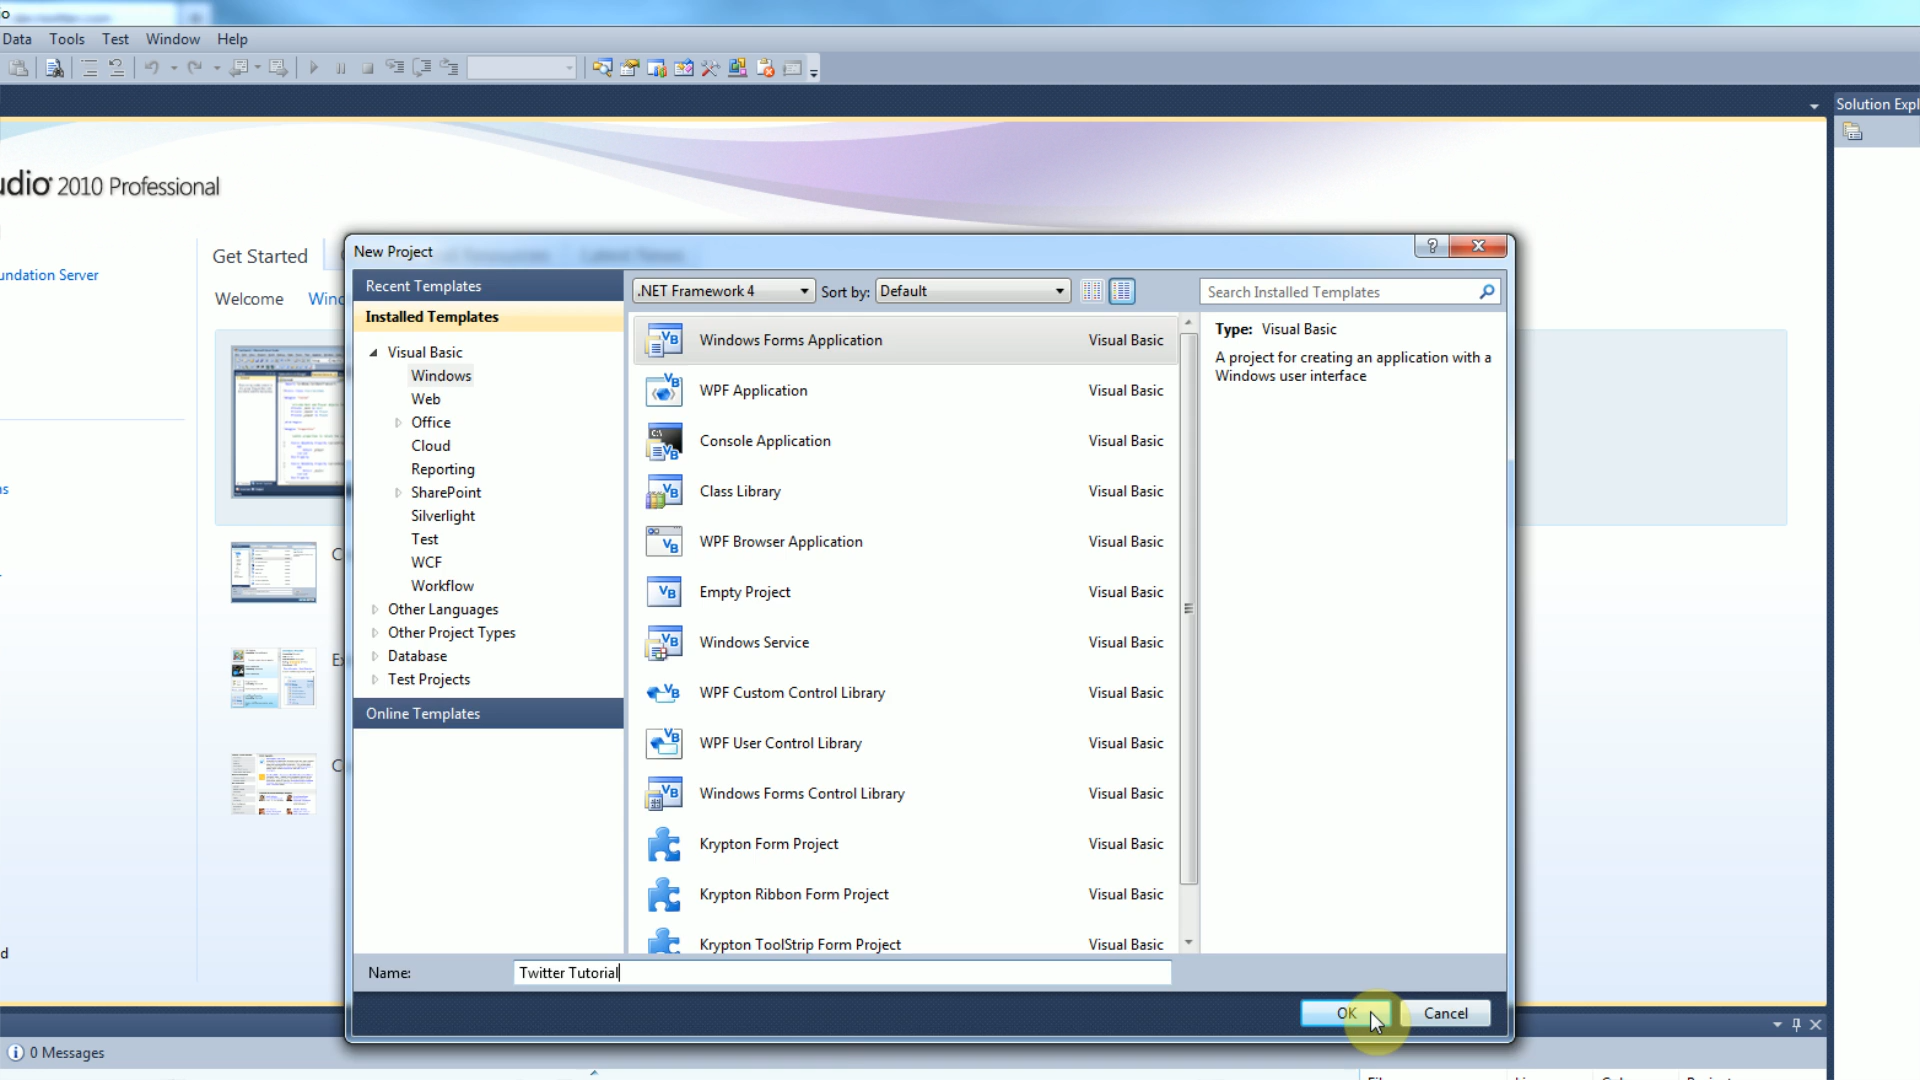 io
Data Tools Test Window Help
Solution Expl
udio 2010 Professional
undation Server
Get Started
Welcome Wind
New Project
Recent Templates
.NET Framework 4
Sort by: Default
Search Installed Templates
Installed Templates
Visual Basic
Windows
Web
Office
Cloud
Reporting
SharePoint
Silverlight
Test
WCF
Workflow
Other Languages
Other Project Types
Database
Test Projects
Online Templates
Windows Forms Application Visual Basic
WPF Application Visual Basic
Console Application Visual Basic
Class Library Visual Basic
WPF Browser Application Visual Basic
Empty Project Visual Basic
Windows Service Visual Basic
WPF Custom Control Library Visual Basic
WPF User Control Library Visual Basic
Windows Forms Control Library Visual Basic
Krypton Form Project Visual Basic
Krypton Ribbon Form Project Visual Basic
Krypton ToolStrip Form Project Visual Basic
Type: Visual Basic
A project for creating an application with a
Windows user interface
ns
d
Name: Twitter Tutorial
OK Cancel
0 Messages